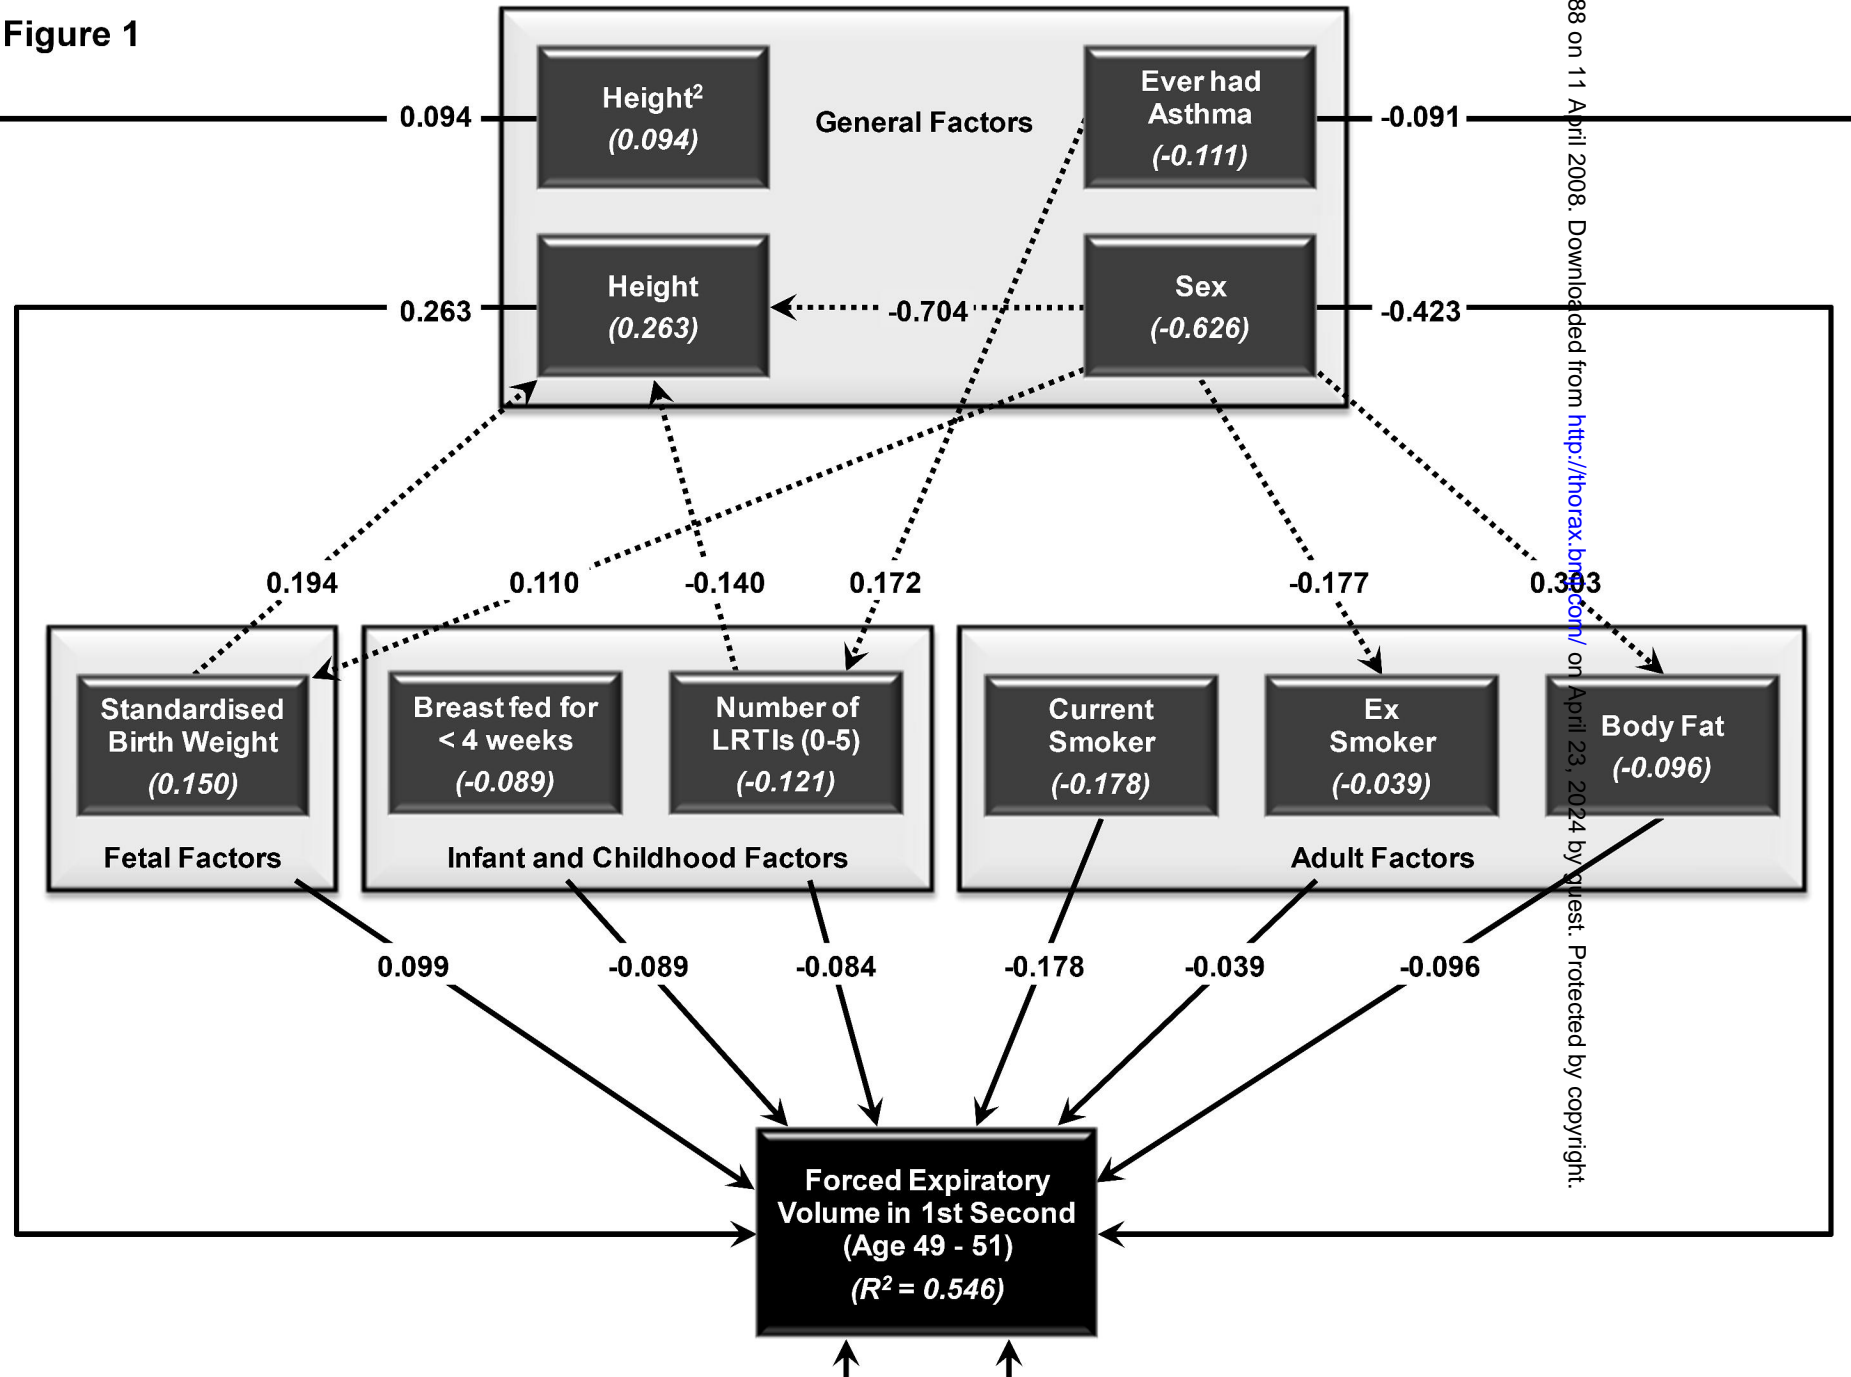 Figure 1
Height²
(0.094)
General Factors
Ever had
Asthma
(-0.111)
0.094
-0.091
Height
(0.263)
Sex
(-0.626)
0.263
-0.704
-0.423
0.194
0.110
-0.140
0.172
-0.177
Standardised
Birth Weight
(0.150)
Fetal Factors
Breast fed for
< 4 weeks
(-0.089)
Number of
LRTIs (0-5)
(-0.121)
Infant and Childhood Factors
Current
Smoker
(-0.178)
Ex
Smoker
(-0.039)
Body Fat
(-0.096)
Adult Factors
0.099
-0.089
-0.084
-0.178
-0.039
-0.096
Forced Expiratory
Volume in 1st Second
(Age 49 - 51)
(R² = 0.546)
88 on 11 April 2008. Downloaded from http://thorax.bmj.com/ on April 23, 2024 by guest. Protected by copyright.